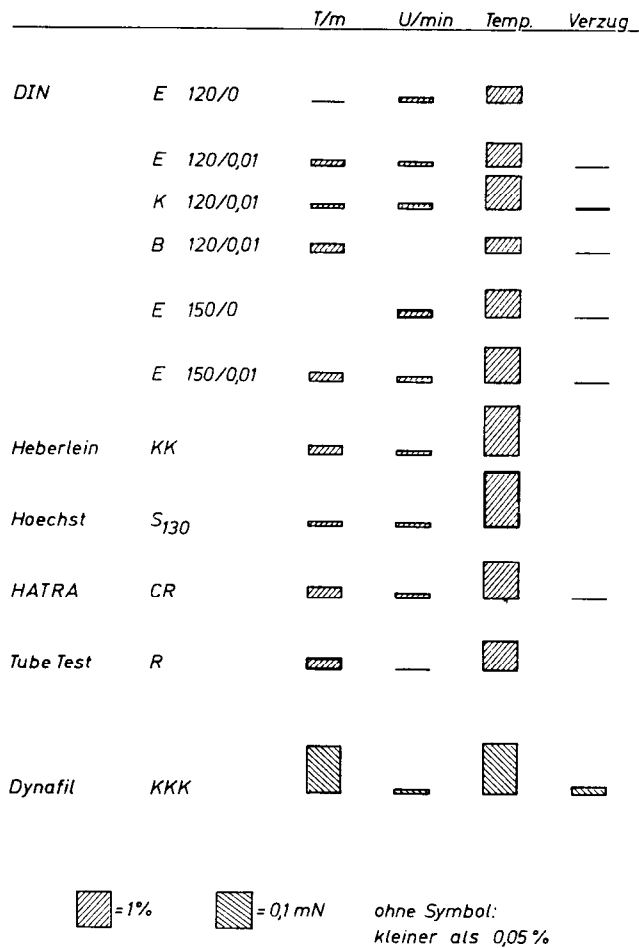 T/m U/min Temp. Verzug
DIN E 120/0
E 120/0,01
K 120/0,01
B 120/0,01
E 150/0
E 150/0,01
Heberlein KK
Hoechst S130
HATRA CR
Tube Test R
Dynafil KKK
=1% =0,1 mN ohne Symbol:
kleiner als 0,05%